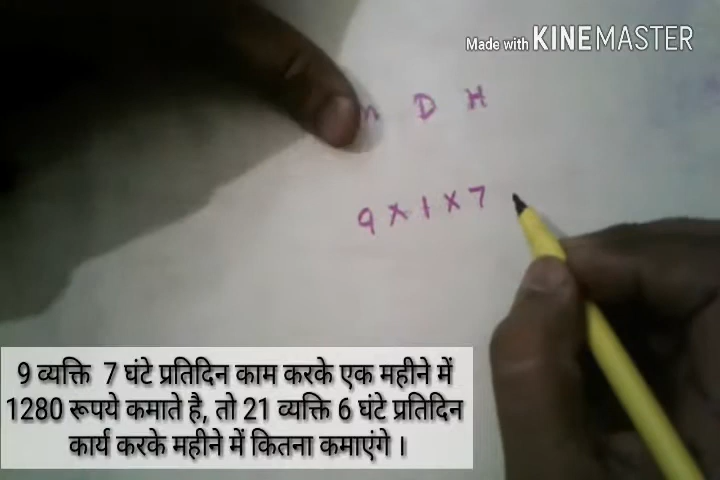 Made with KINEMASTER
D H
9 × 1 × 7
9 व्यक्ति 7 घंटे प्रतिदिन काम करके एक महीने में
1280 रूपये कमाते है, तो 21 व्यक्ति 6 घंटे प्रतिदिन
कार्य करके महीने में कितना कमाएंगे ।